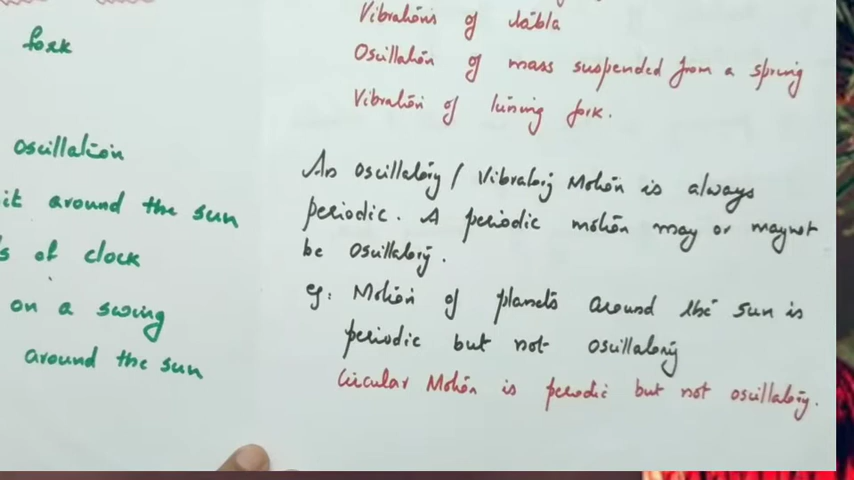 fork
oscillation
it around the sun
s of clock
on a swing
around the sun
Vibrations of tabla
Oscillation of mass suspended from a spring
Vibration of tuning fork.
An oscillatory / Vibratory Motion is always
periodic. A periodic motion may or maynot
be oscillatory.
eg: Motion of planets around the sun is
periodic but not oscillatory
Circular Motion is periodic but not oscillatory.